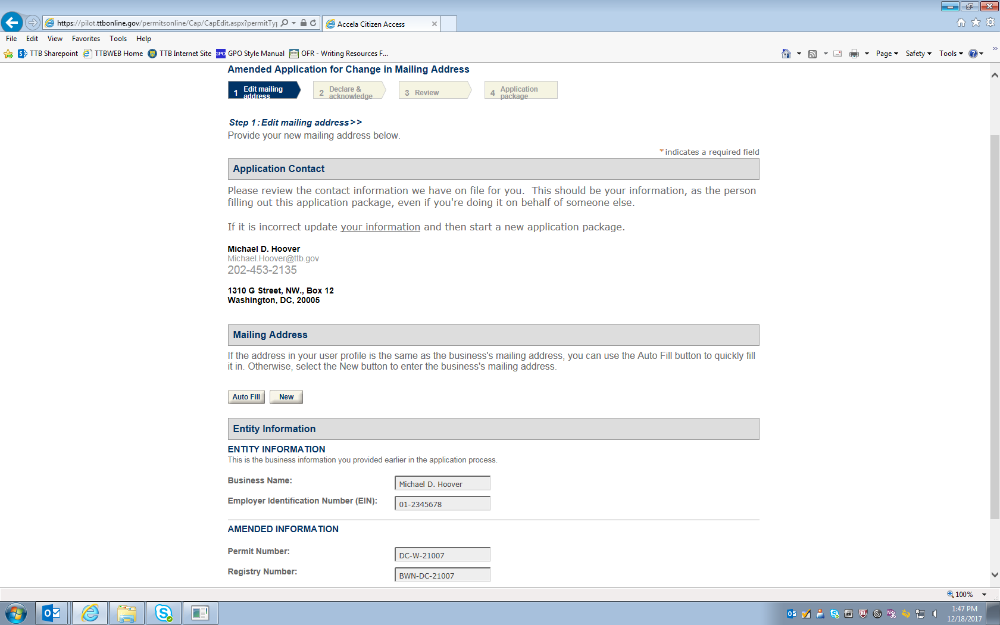 https://pilot.ttbonline.gov/permitsonline/Cap/CapEdit.aspx?permitTy
Accela Citizen Access
File Edit View Favorites Tools Help
TTB Sharepoint TTBWEB Home TTB Internet Site GPO GPO Style Manual OFR - Writing Resources F...
Page Safety Tools
Amended Application for Change in Mailing Address
1 Edit mailing address
2 Declare & acknowledge
3 Review
4 Application package
Step 1: Edit mailing address>>
Provide your new mailing address below.
*indicates a required field
Application Contact
Please review the contact information we have on file for you. This should be your information, as the person
filling out this application package, even if you're doing it on behalf of someone else.
If it is incorrect update your information and then start a new application package.
Michael D. Hoover
Michael.Hoover@ttb.gov
202-453-2135
1310 G Street, NW., Box 12
Washington, DC, 20005
Mailing Address
If the address in your user profile is the same as the business's mailing address, you can use the Auto Fill button to quickly fill
it in. Otherwise, select the New button to enter the business's mailing address.
Auto Fill New
Entity Information
ENTITY INFORMATION
This is the business information you provided earlier in the application process.
Business Name: Michael D. Hoover
Employer Identification Number (EIN): 01-2345678
AMENDED INFORMATION
Permit Number: DC-W-21007
Registry Number: BWN-DC-21007
100%
1:47 PM
12/18/2017